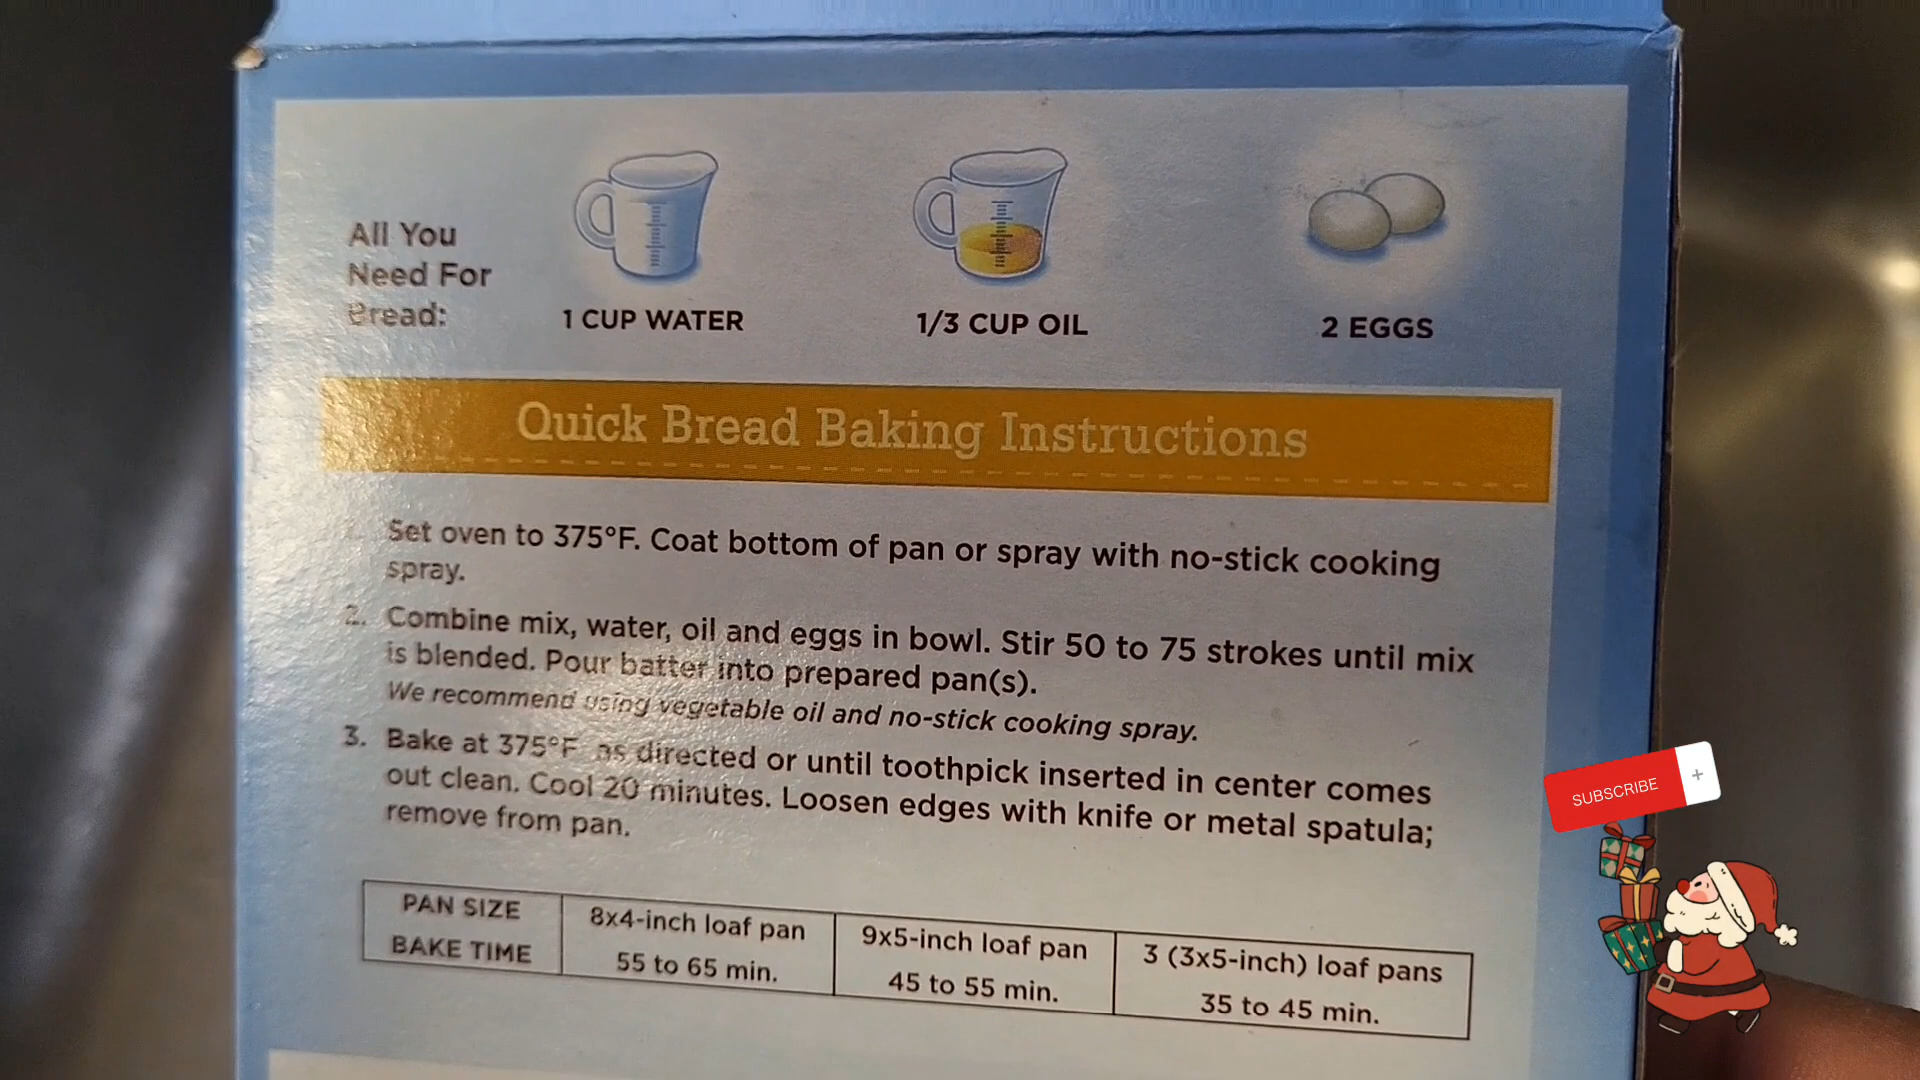 All You
Need For
Bread:
1 CUP WATER
1/3 CUP OIL
2 EGGS
Quick Bread Baking Instructions
1. Set oven to 375°F. Coat bottom of pan or spray with no-stick cooking
spray.
2. Combine mix, water, oil and eggs in bowl. Stir 50 to 75 strokes until mix
is blended. Pour batter into prepared pan(s).
We recommend using vegetable oil and no-stick cooking spray.
3. Bake at 375°F as directed or until toothpick inserted in center comes
out clean. Cool 20 minutes. Loosen edges with knife or metal spatula;
remove from pan.
PAN SIZE 8x4-inch loaf pan 9x5-inch loaf pan 3 (3x5-inch) loaf pans
BAKE TIME 55 to 65 min. 45 to 55 min. 35 to 45 min.
SUBSCRIBE +